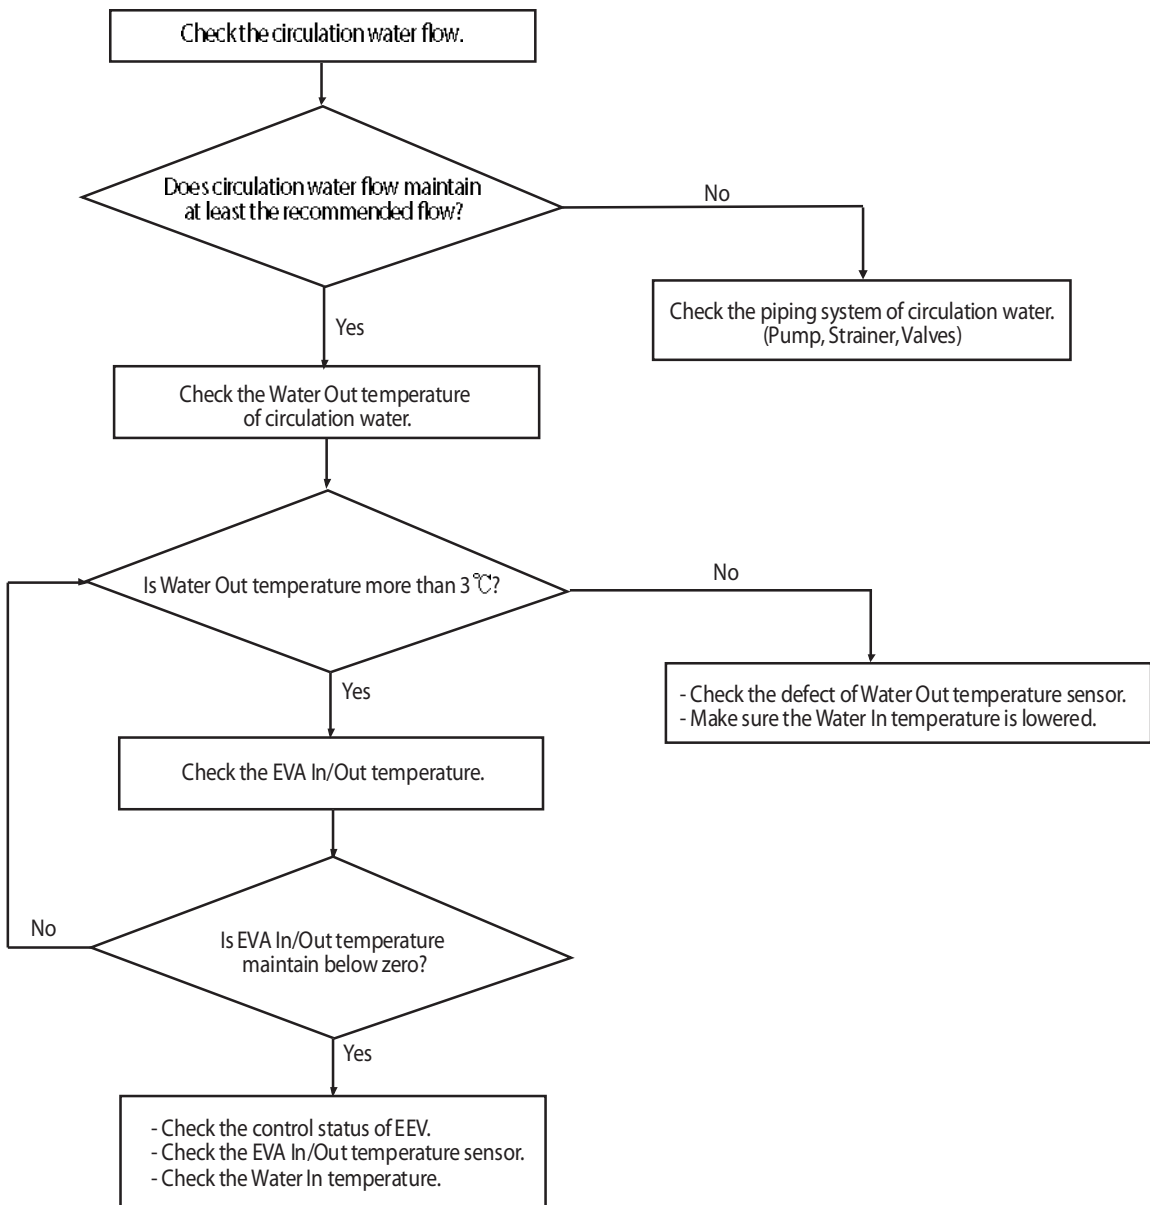 Check the circulation water flow.
Does circulation water flow maintain
at least the recommended flow?
No
Check the piping system of circulation water.
(Pump, Strainer, Valves)
Yes
Check the Water Out temperature
of circulation water.
Is Water Out temperature more than 3℃?
No
- Check the defect of Water Out temperature sensor.
- Make sure the Water In temperature is lowered.
Yes
Check the EVA In/Out temperature.
Is EVA In/Out temperature
maintain below zero?
No
Yes
- Check the control status of EEV.
- Check the EVA In/Out temperature sensor.
- Check the Water In temperature.